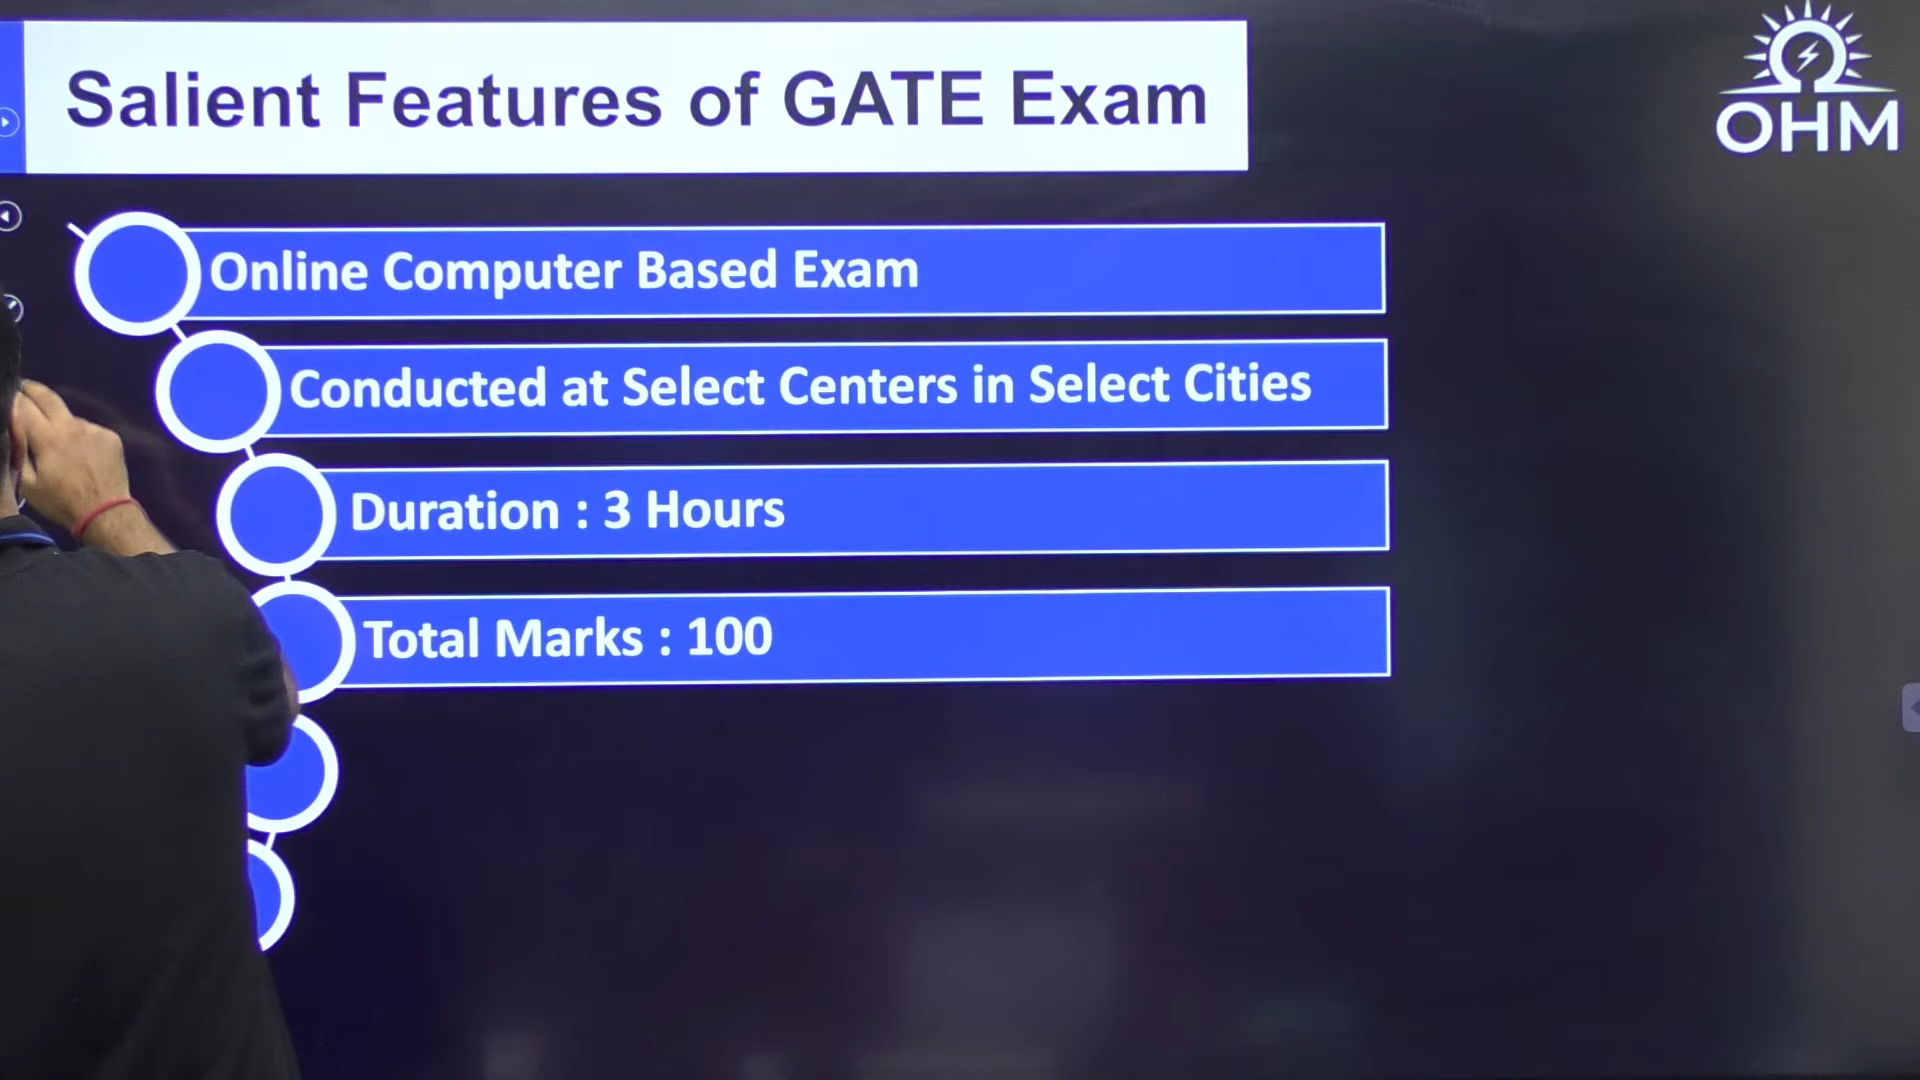 Salient Features of GATE Exam
OHM
Online Computer Based Exam
Conducted at Select Centers in Select Cities
Duration : 3 Hours
Total Marks : 100